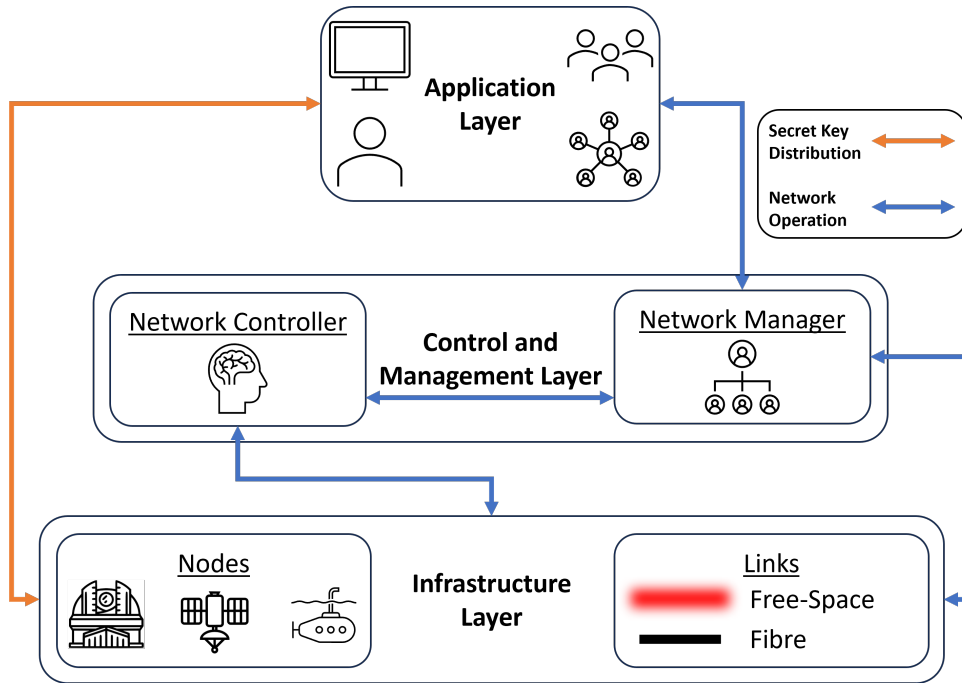 Application
Layer
Secret Key
Distribution
Network
Operation
Network Controller
Control and
Management Layer
Network Manager
Nodes
Infrastructure
Layer
Links
Free-Space
Fibre